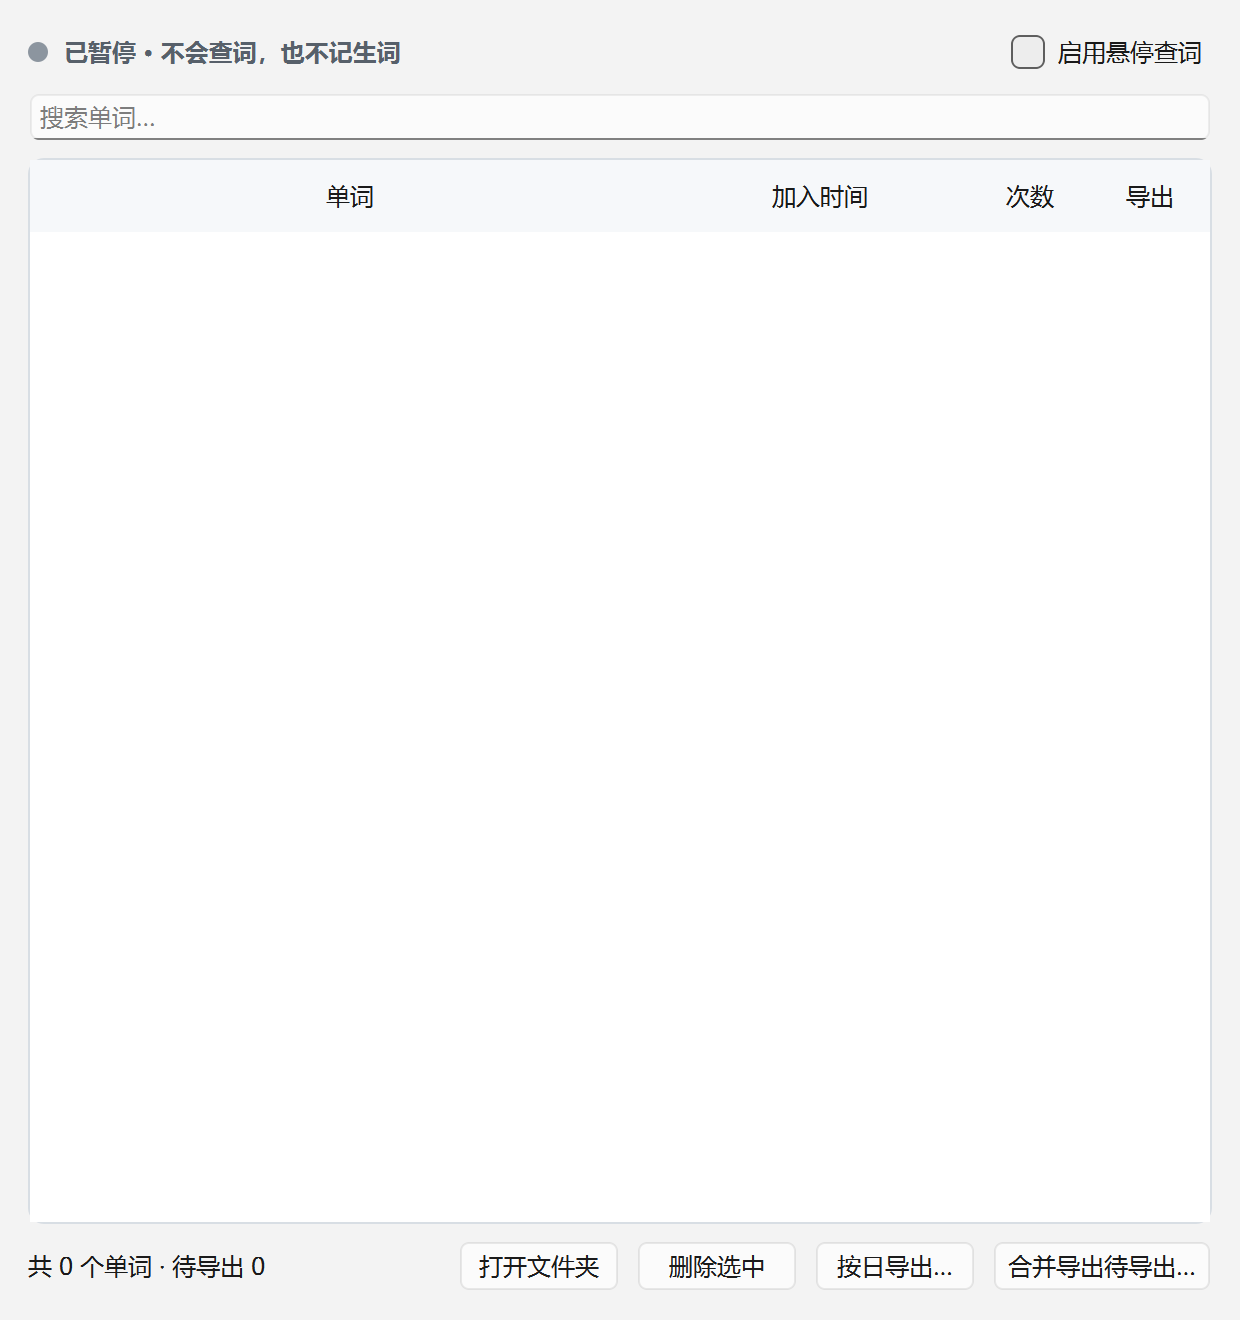 已暂停 • 不会查词，也不记生词
启用悬停查词
搜索单词...
单词 加入时间 次数 导出
共 0 个单词 · 待导出 0
打开文件夹 删除选中 按日导出... 合并导出待导出...